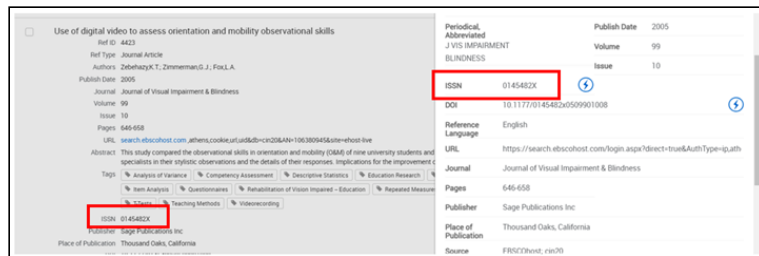 Use of digital video to assess orientation and mobility observational skills
Ref ID 4423
Ref Type Journal Article
Authors Zebehazy,K.T., Zimmerman,G.J.; Fox,L.A.
Publish Date 2005
Journal Journal of Visual Impairment & Blindness
Volume 99
Issue 10
Pages 646-658
URL search.ebscohost.com,athens,cookie,url,uid&db=cin20&AN=106380945&site=ehost-live
Abstract This study compared the observational skills in orientation and mobility (O&M) of nine university students and
specialists in their stylistic observations and the details of their responses. Implications for the improvement o
Tags Analysis of Variance Competency Assessment Descriptive Statistics Education Research
Item Analysis Questionnaires Rehabilitation of Vision Impaired – Education Repeated Measure
T-Tests Teaching Methods Videorecording
ISSN 0145482X
Publisher Sage Publications Inc
Place of Publication Thousand Oaks, California
Periodical, Abbreviated
J VIS IMPAIRMENT
BLINDNESS
Publish Date 2005
Volume 99
Issue 10
ISSN 0145482X
DOI 10.1177/0145482x0509901008
Reference Language English
URL https://search.ebscohost.com/login.aspx?direct=true&AuthType=ip,ath
Journal Journal of Visual Impairment & Blindness
Pages 646-658
Publisher Sage Publications Inc
Place of Publication Thousand Oaks, California
Source EBSCOhost, cin20